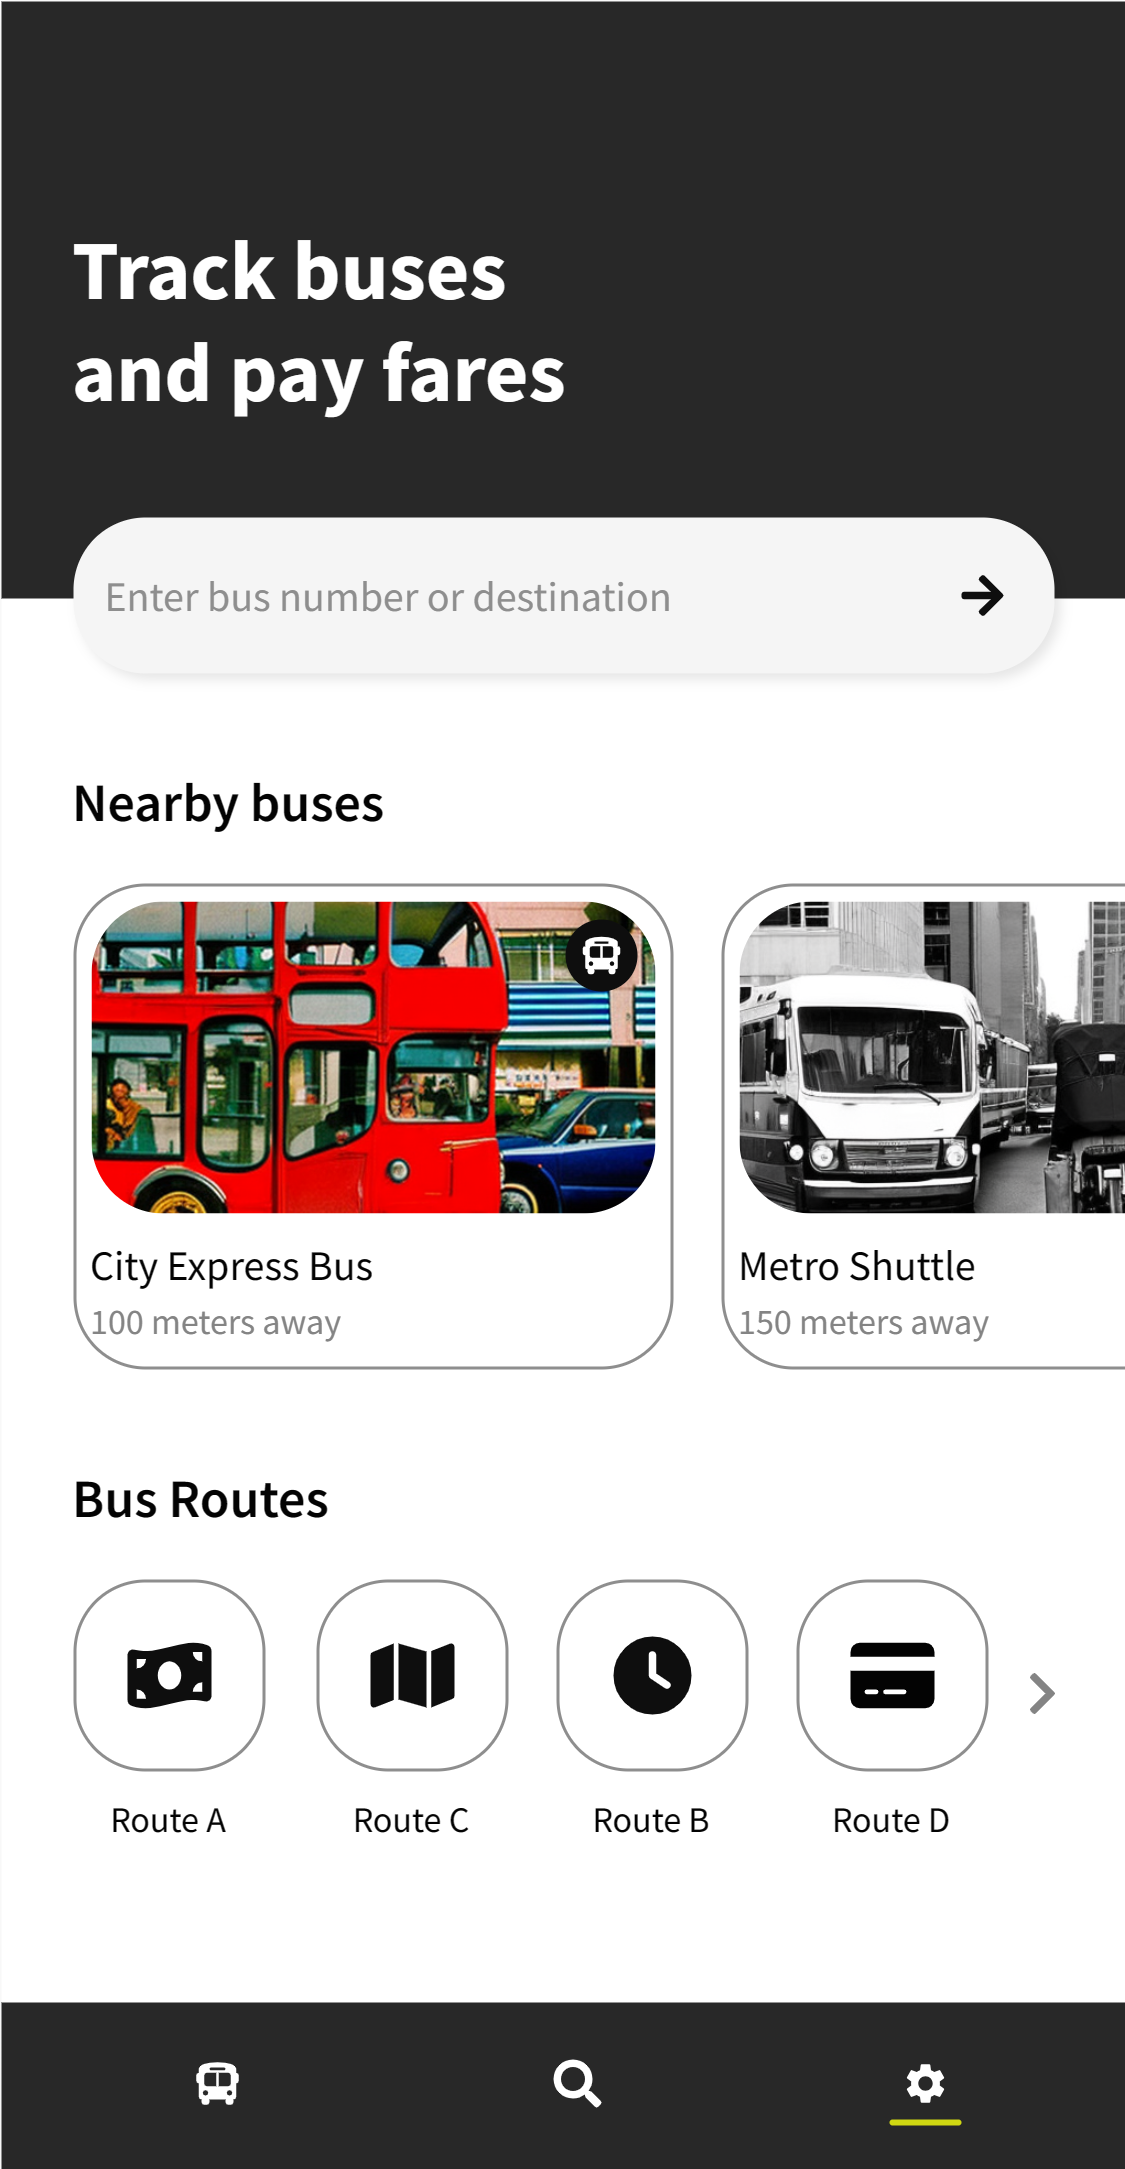 Track buses
and pay fares
Enter bus number or destination
Nearby buses
City Express Bus
100 meters away
Metro Shuttle
150 meters away
Bus Routes
Route A
Route C
Route B
Route D